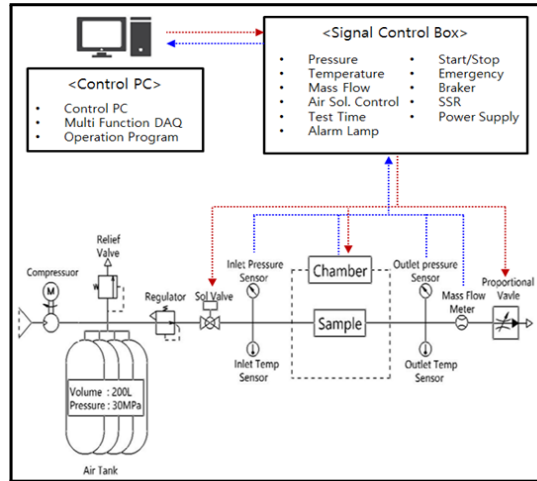 <Signal Control Box>
• Pressure
• Temperature
• Mass Flow
• Air Sol. Control
• Test Time
• Alarm Lamp
• Start/Stop
• Emergency
• Braker
• SSR
• Power Supply
<Control PC>
• Control PC
• Multi Function DAQ
• Operation Program
Relief
Valve
Compressuor
M
W
Regulator
Sol Valve
Inlet Pressure
Sensor
Chamber
Outlet pressure
Sensor
Proportional
Vavle
Mass Flow
Meter
Sample
Inlet Temp
Sensor
Outlet Temp
Sensor
Volume : 200L
Pressure : 30MPa
Air Tank